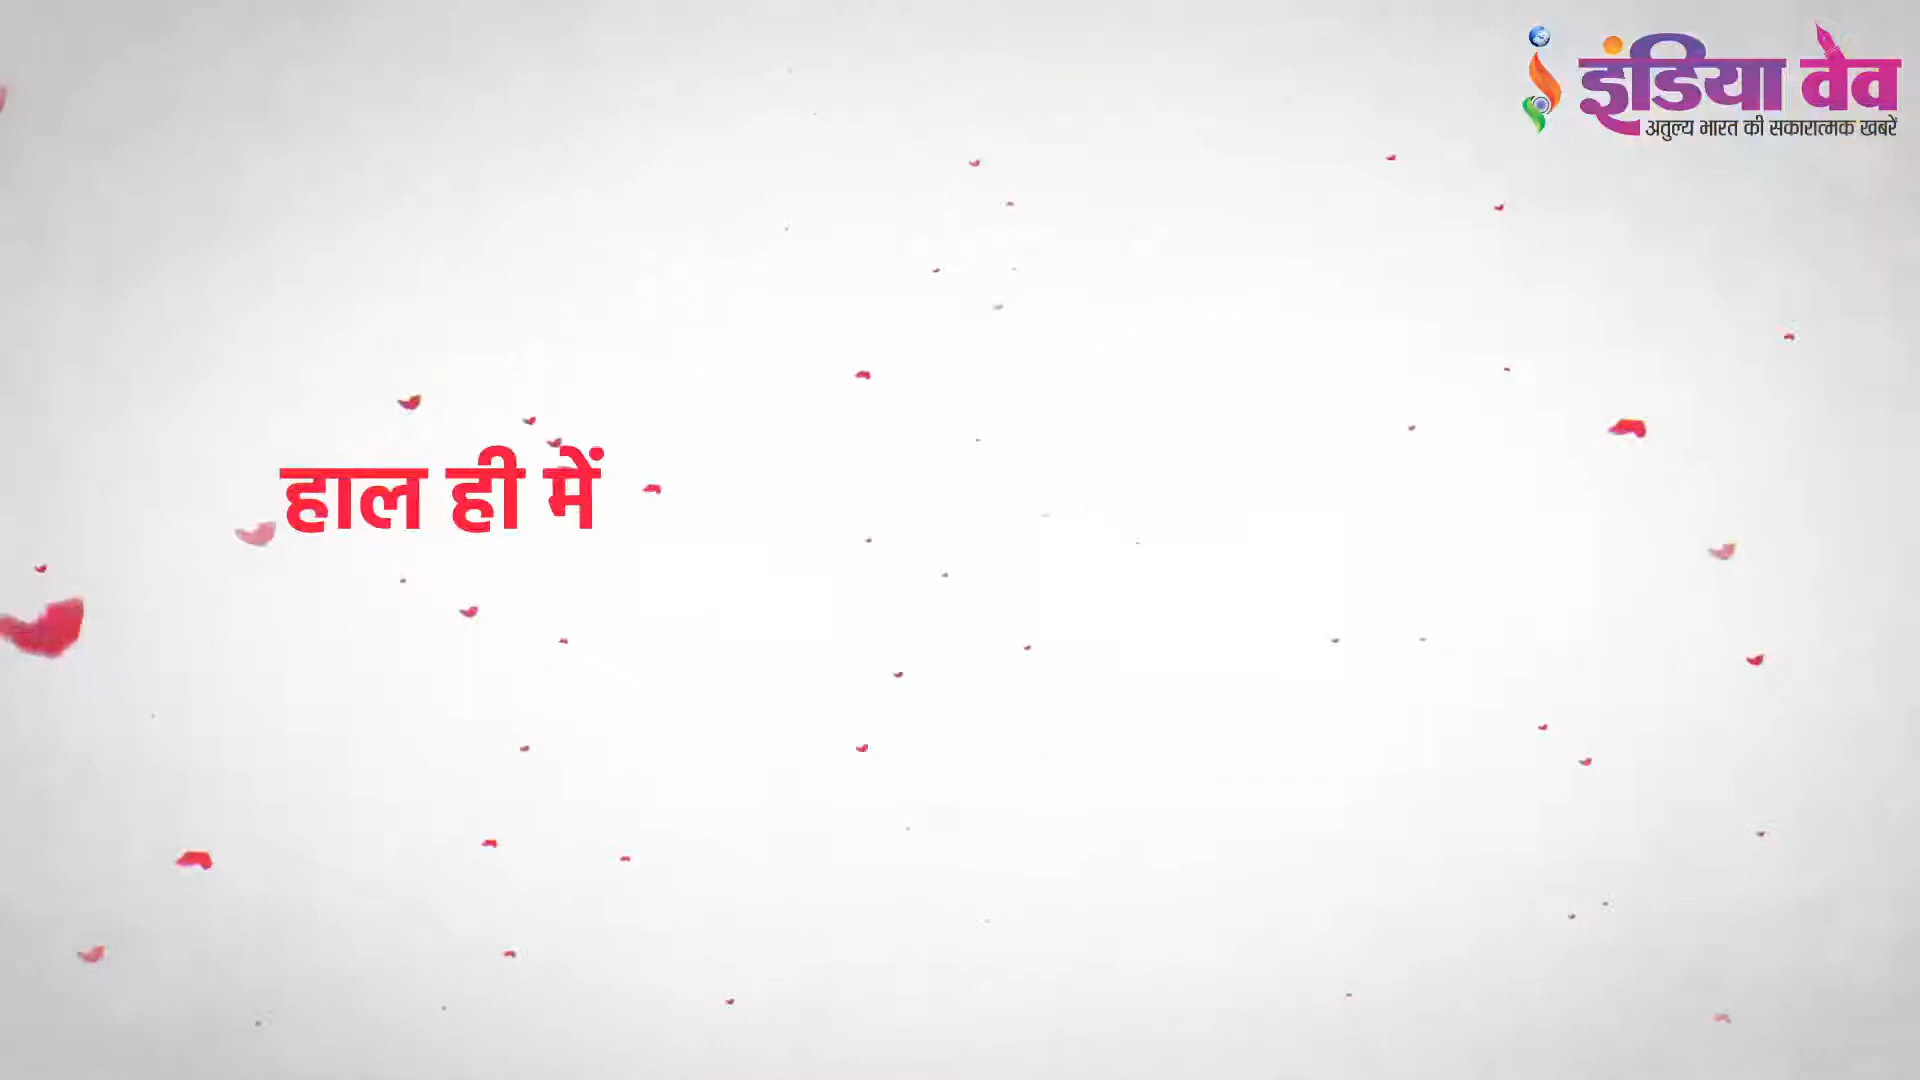 इंडिया वेव
अतुल्य भारत की सकारात्मक खबरें
हाल ही में